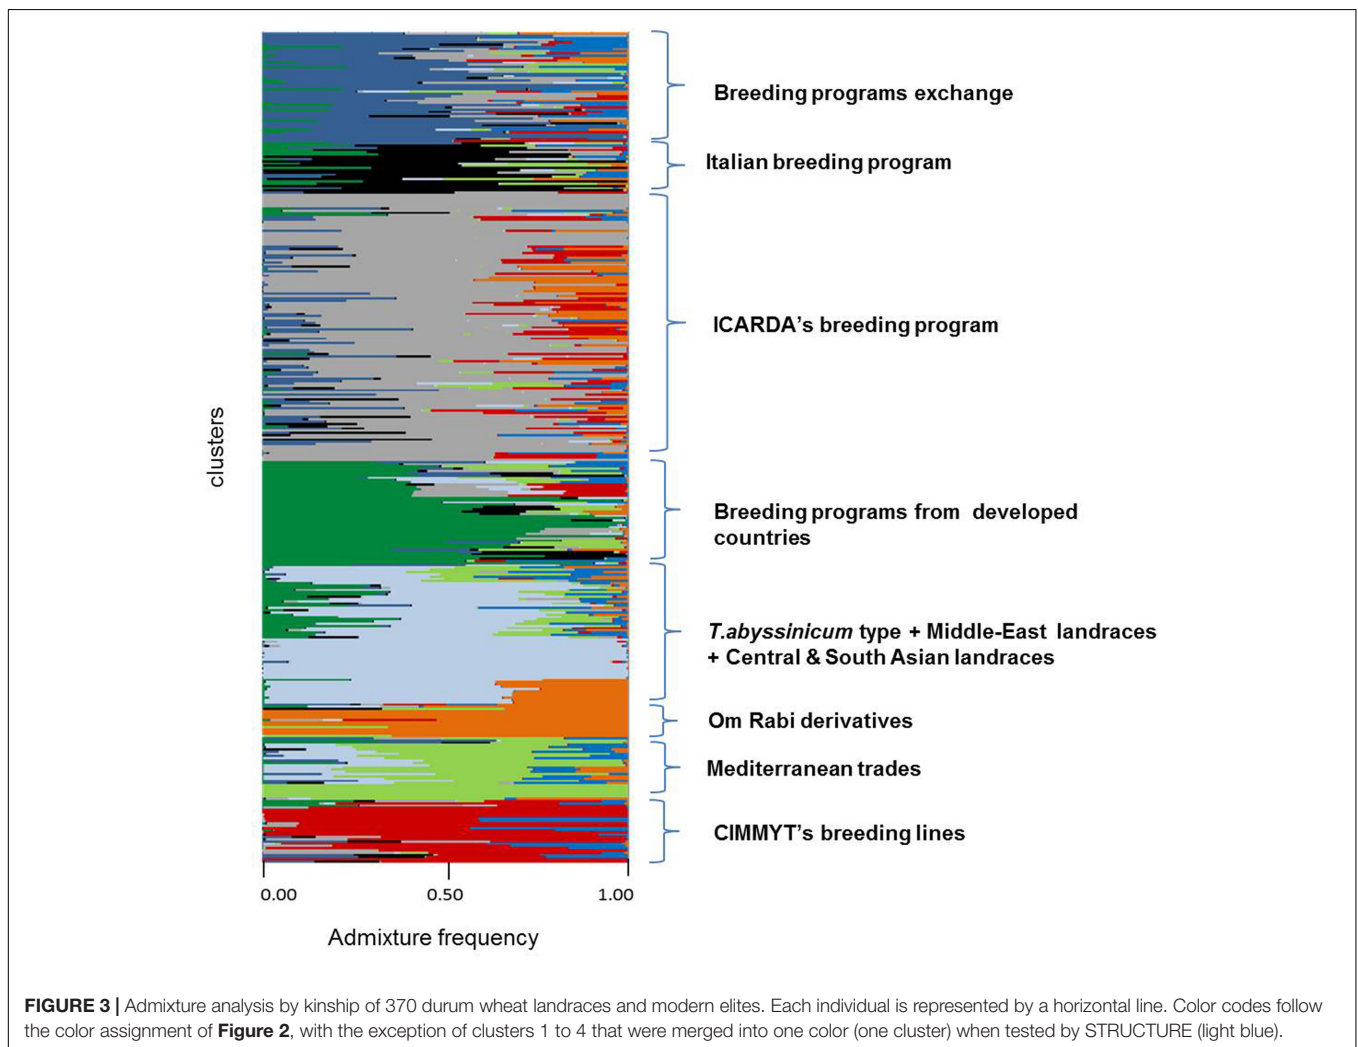 Breeding programs exchange
Italian breeding program
ICARDA's breeding program
clusters
Breeding programs from developed
countries
T.abyssinicum type + Middle-East landraces
+ Central & South Asian landraces
Om Rabi derivatives
Mediterranean trades
CIMMYT's breeding lines
0.00 0.50 1.00
Admixture frequency
FIGURE 3 | Admixture analysis by kinship of 370 durum wheat landraces and modern elites. Each individual is represented by a horizontal line. Color codes follow
the color assignment of Figure 2, with the exception of clusters 1 to 4 that were merged into one color (one cluster) when tested by STRUCTURE (light blue).